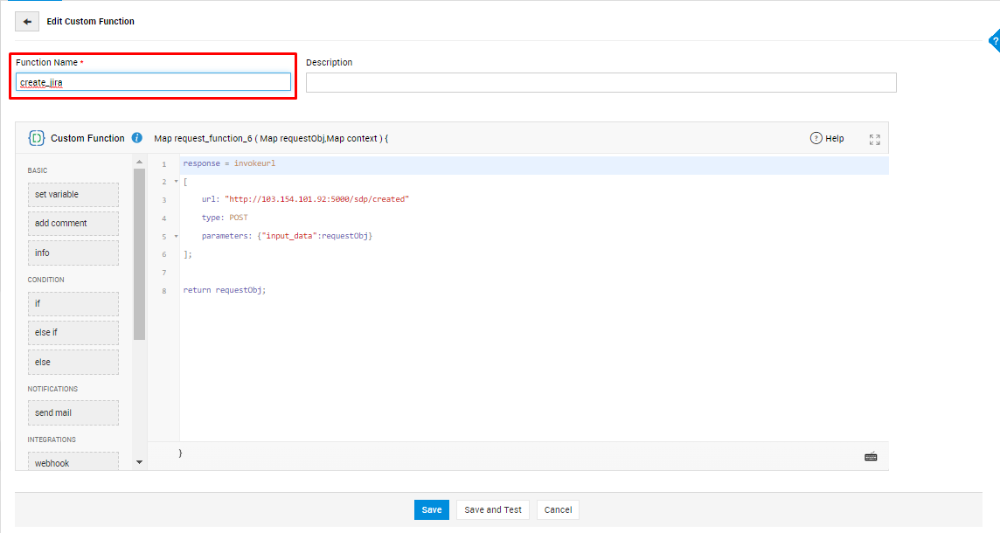 Edit Custom Function
?
Function Name *
Description
create_jira
Custom Function i Map request_function_6 ( Map requestObj,Map context ) {
? Help
BASIC
set variable
add comment
info
CONDITION
if
else if
else
NOTIFICATIONS
send mail
INTEGRATIONS
webhook
1 response = invokeurl
2 [
3 url: "http://103.154.101.92:5000/sdp/created"
4 type: POST
5 parameters: {"input_data":requestObj}
6 ];
7
8 return requestObj;
}
Save Save and Test Cancel